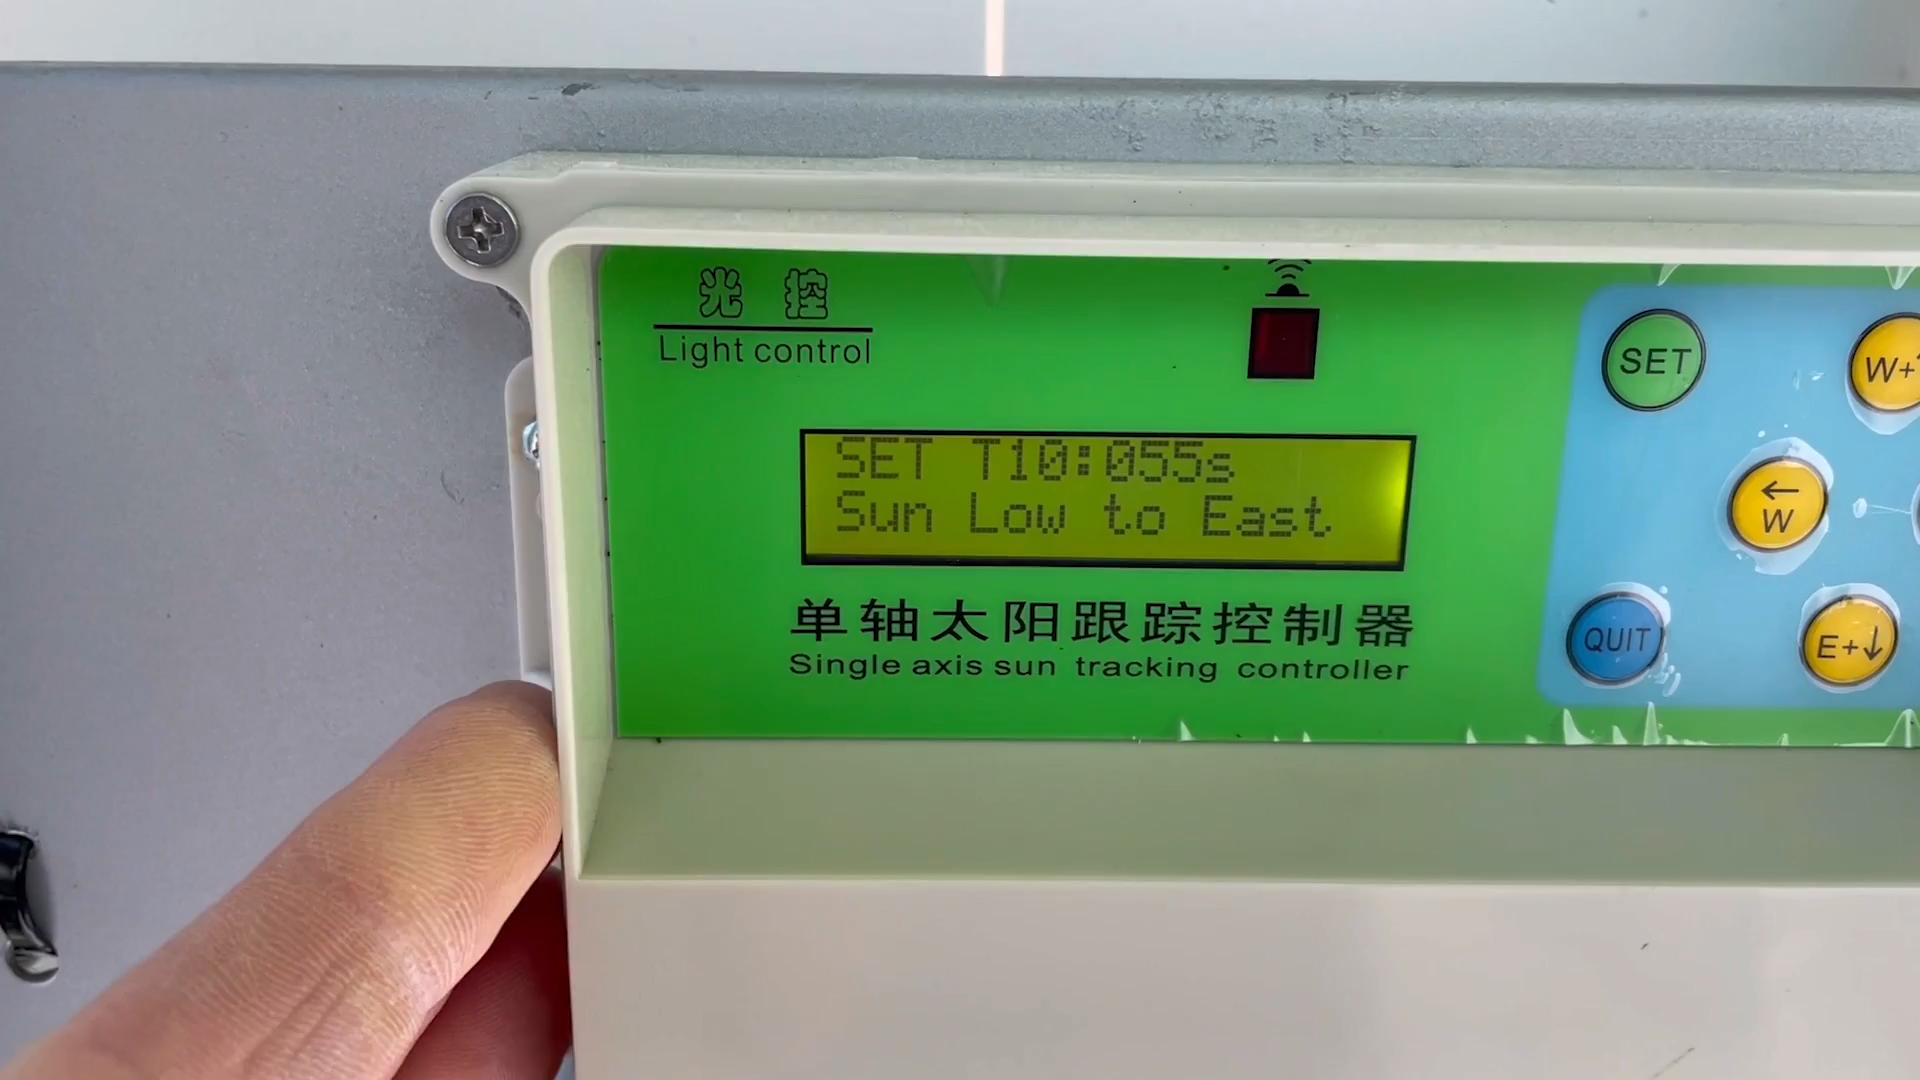 光 控
Light control
SET T10:055s
Sun Low to East
单轴太阳跟踪控制器
Single axis sun tracking controller
SET
W+
←
W
QUIT
E+↓